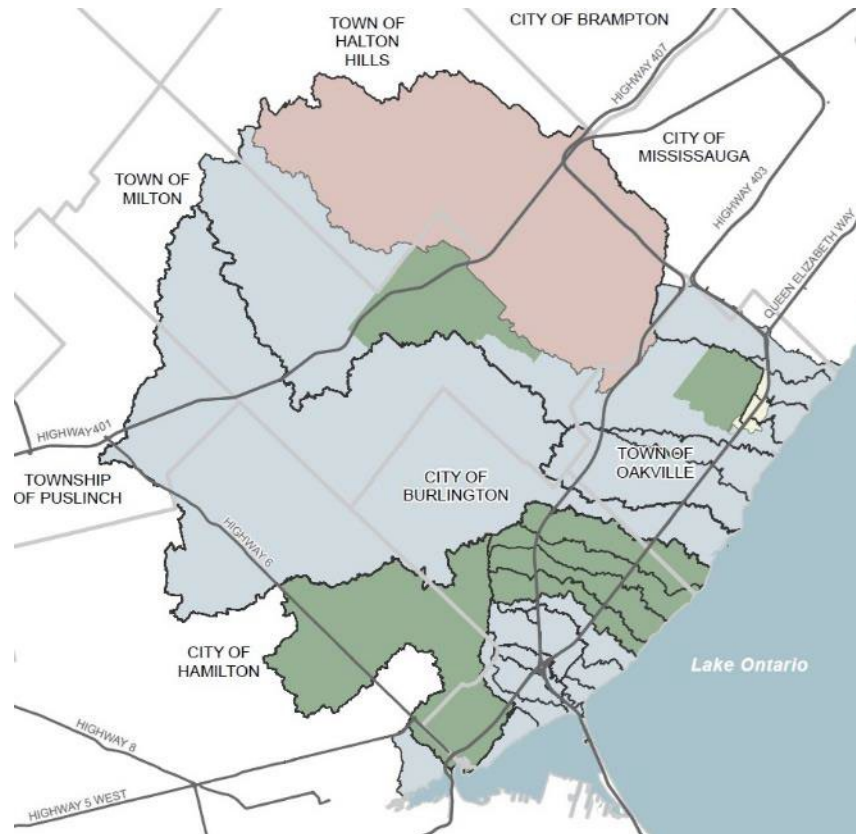 TOWN OF
HALTON
HILLS
CITY OF BRAMPTON
HIGHWAY 407
CITY OF
MISSISSAUGA
TOWN OF
MILTON
HIGHWAY 403
QUEEN ELIZABETH WAY
HIGHWAY401
TOWNSHIP
OF PUSLINCH
CITY OF
BURLINGTON
TOWN OF
OAKVILLE
HIGHWAY 6
CITY OF
HAMILTON
Lake Ontario
HIGHWAY 8
HIGHWAY 5 WEST